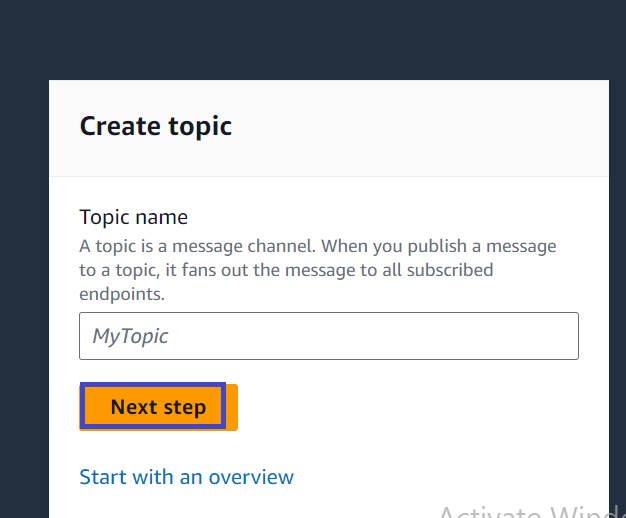 Create topic
Topic name
A topic is a message channel. When you publish a message
to a topic, it fans out the message to all subscribed
endpoints.
MyTopic
Next step
Start with an overview
Activate